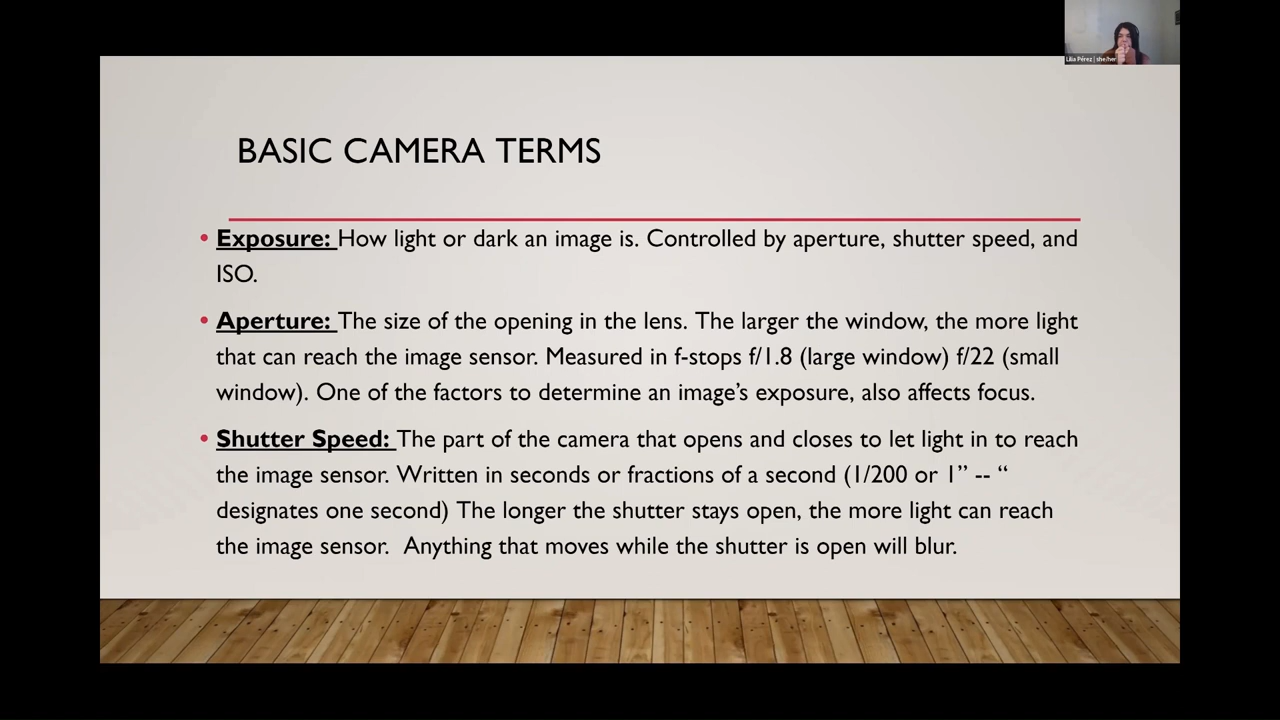 Lilia Pérez | she/her
BASIC CAMERA TERMS
• Exposure: How light or dark an image is. Controlled by aperture, shutter speed, and
ISO.
• Aperture: The size of the opening in the lens. The larger the window, the more light
that can reach the image sensor. Measured in f-stops f/1.8 (large window) f/22 (small
window). One of the factors to determine an image’s exposure, also affects focus.
• Shutter Speed: The part of the camera that opens and closes to let light in to reach
the image sensor. Written in seconds or fractions of a second (1/200 or 1” -- “
designates one second) The longer the shutter stays open, the more light can reach
the image sensor.  Anything that moves while the shutter is open will blur.